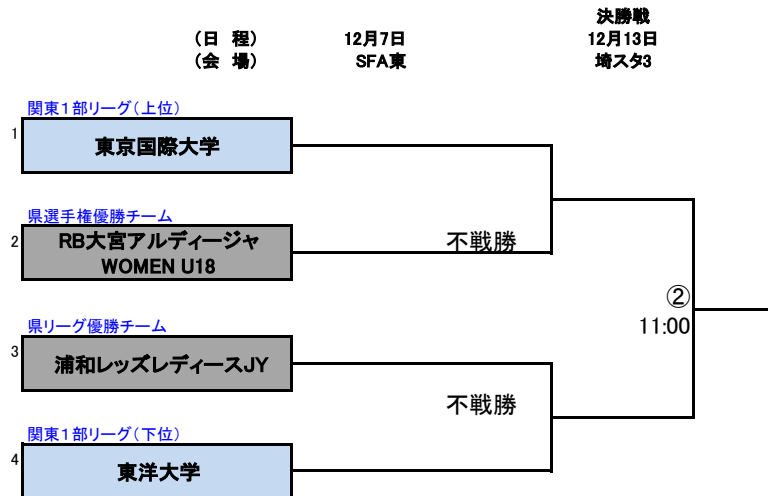 決勝戦
（日　程）　12月7日　12月13日
（会　場）　SFA東　埼スタ3
関東１部リーグ（上位）
1 東京国際大学
県選手権優勝チーム
2 RB大宮アルディージャ
WOMEN U18
不戦勝
②
11:00
県リーグ優勝チーム
3 浦和レッズレディースJY
不戦勝
関東１部リーグ（下位）
4 東洋大学